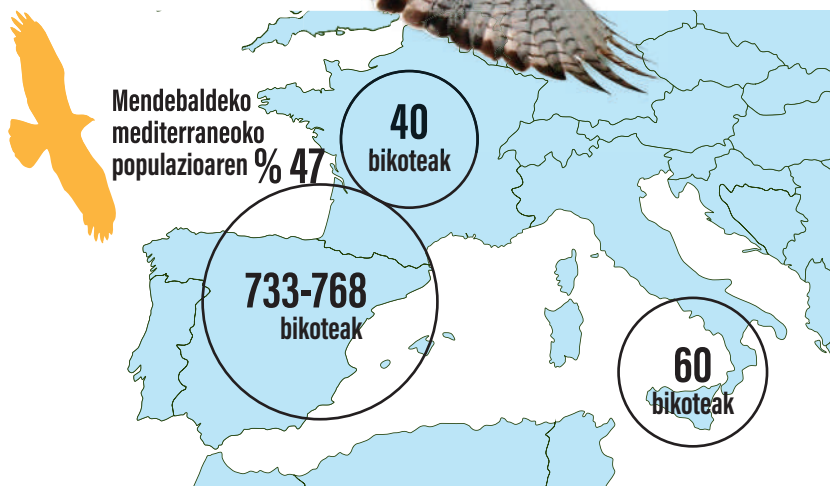 Mendebaldeko
mediterraneoko
populazioaren % 47
40
bikoteak
733-768
bikoteak
60
bikoteak